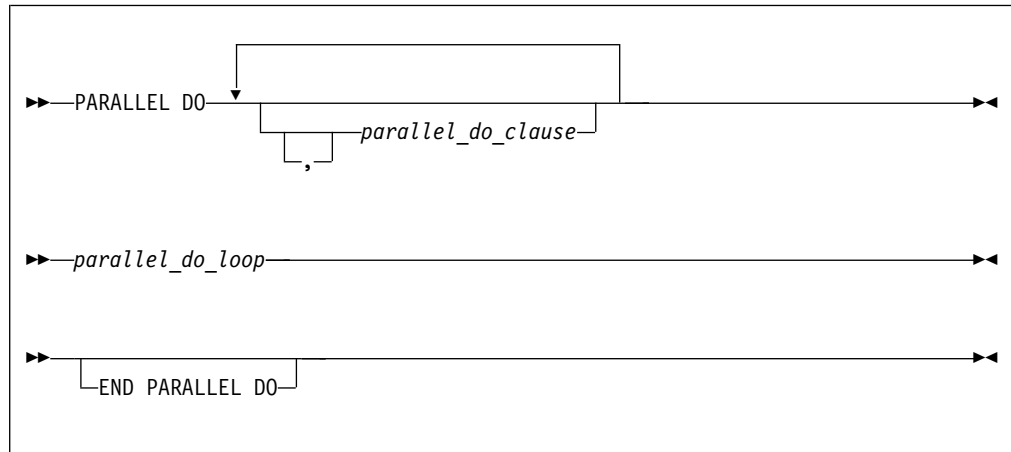 PARALLEL DO
parallel_do_clause
,
parallel_do_loop
END PARALLEL DO